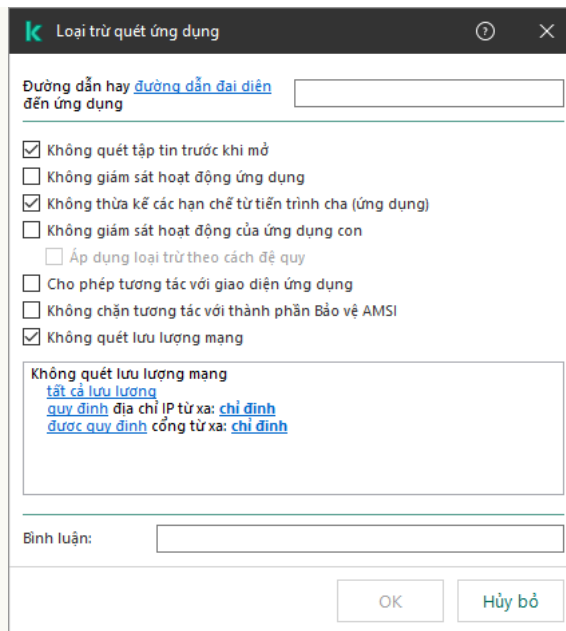 Loại trừ quét ứng dụng
Đường dẫn hay đường dẫn đại diện
đến ứng dụng
Không quét tập tin trước khi mở
Không giám sát hoạt động ứng dụng
Không thừa kế các hạn chế từ tiến trình cha (ứng dụng)
Không giám sát hoạt động của ứng dụng con
Áp dụng loại trừ theo cách đệ quy
Cho phép tương tác với giao diện ứng dụng
Không chặn tương tác với thành phần Bảo vệ AMSI
Không quét lưu lượng mạng
Không quét lưu lượng mạng
tất cả lưu lượng
quy định địa chỉ IP từ xa: chỉ định
được quy định cổng từ xa: chỉ định
Bình luận:
OK
Hủy bỏ